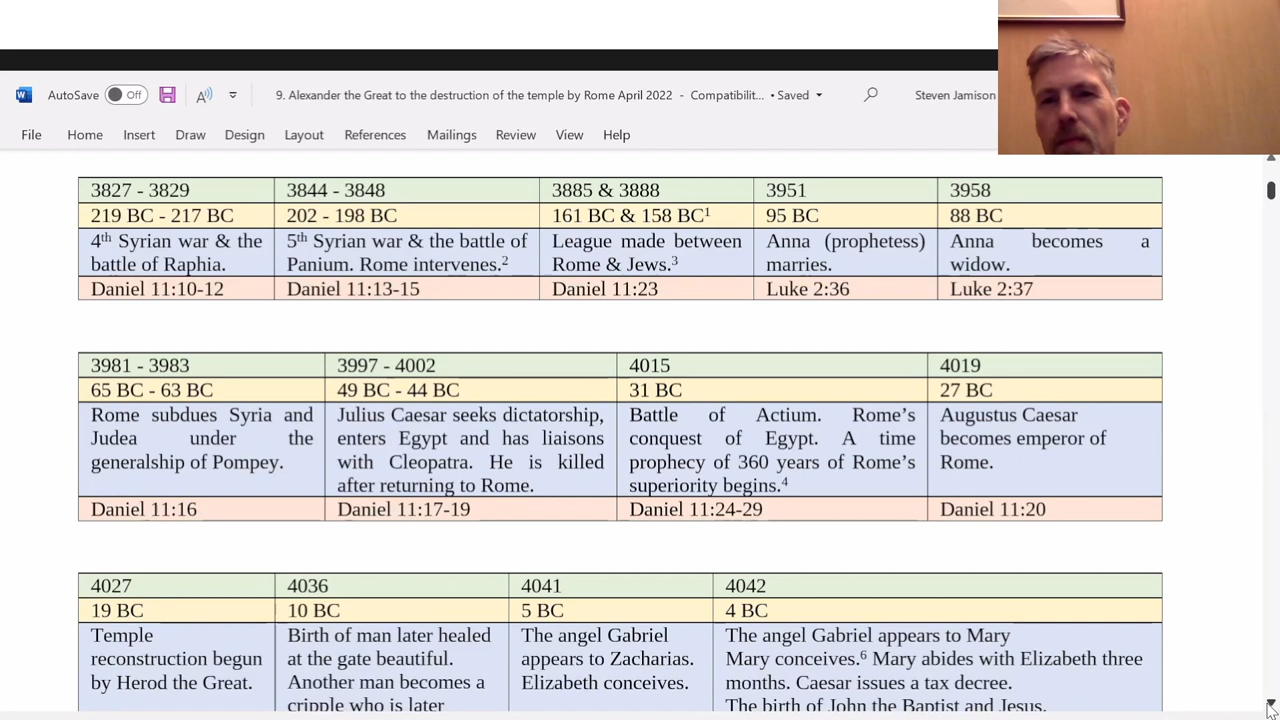 AutoSave Off 9. Alexander the Great to the destruction of the temple by Rome April 2022 - Compatibilit... • Saved Steven Jamison
File Home Insert Draw Design Layout References Mailings Review View Help
3827 - 3829 3844 - 3848 3885 & 3888 3951 3958
219 BC - 217 BC 202 - 198 BC 161 BC & 158 BC¹ 95 BC 88 BC
4th Syrian war & the 5th Syrian war & the battle of League made between Anna (prophetess) Anna becomes a
battle of Raphia. Panium. Rome intervenes.² Rome & Jews.³ marries. widow.
Daniel 11:10-12 Daniel 11:13-15 Daniel 11:23 Luke 2:36 Luke 2:37
3981 - 3983 3997 - 4002 4015 4019
65 BC - 63 BC 49 BC - 44 BC 31 BC 27 BC
Rome subdues Syria and Julius Caesar seeks dictatorship, Battle of Actium. Rome’s Augustus Caesar
Judea under the enters Egypt and has liaisons conquest of Egypt. A time becomes emperor of
generalship of Pompey. with Cleopatra. He is killed prophecy of 360 years of Rome’s Rome.
after returning to Rome. superiority begins.⁴
Daniel 11:16 Daniel 11:17-19 Daniel 11:24-29 Daniel 11:20
4027 4036 4041 4042
19 BC 10 BC 5 BC 4 BC
Temple Birth of man later healed The angel Gabriel The angel Gabriel appears to Mary
reconstruction begun at the gate beautiful. appears to Zacharias. Mary conceives.⁶ Mary abides with Elizabeth three
by Herod the Great. Another man becomes a Elizabeth conceives. months. Caesar issues a tax decree.
cripple who is later The birth of John the Baptist and Jesus.